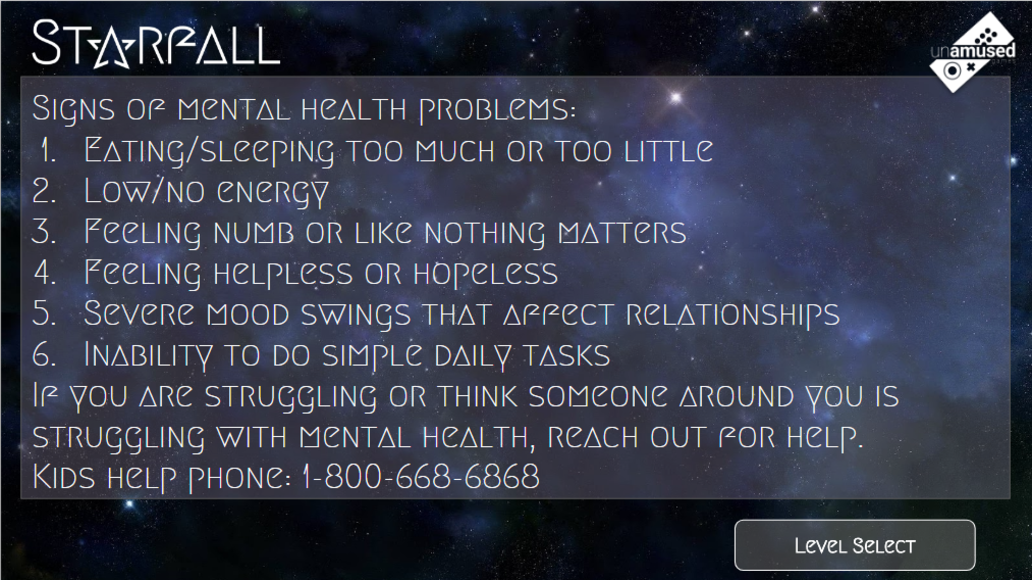 Starfall
unamused
Signs of mental health problems:
1. Eating/sleeping too much or too little
2. Low/no energy
3. Feeling numb or like nothing matters
4. Feeling helpless or hopeless
5. Severe mood swings that affect relationships
6. Inability to do simple daily tasks
If you are struggling or think someone around you is
struggling with mental health, reach out for help.
Kids help phone: 1-800-668-6868
Level Select